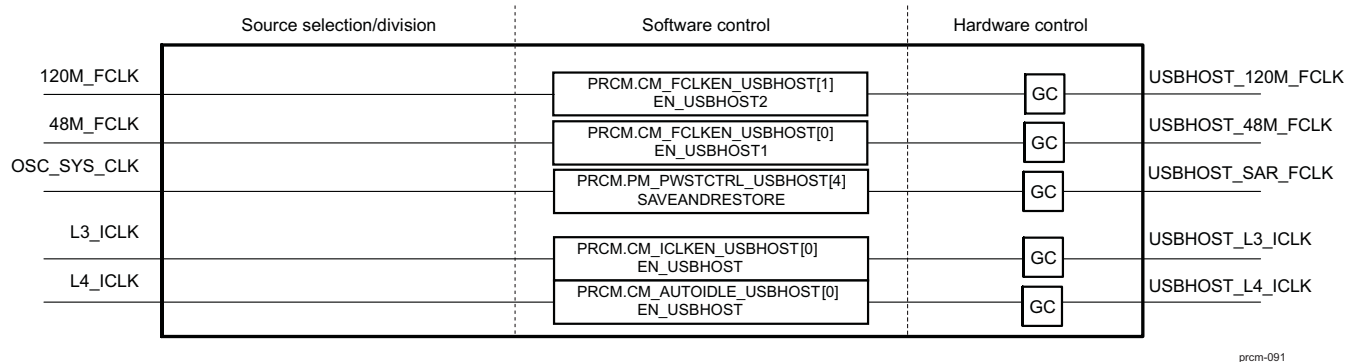 Source selection/division
Software control
Hardware control
120M_FCLK
PRCM.CM_FCLKEN_USBHOST[1]
EN_USBHOST2
GC
USBHOST_120M_FCLK
48M_FCLK
PRCM.CM_FCLKEN_USBHOST[0]
EN_USBHOST1
GC
USBHOST_48M_FCLK
OSC_SYS_CLK
PRCM.PM_PWSTCTRL_USBHOST[4]
SAVEANDRESTORE
GC
USBHOST_SAR_FCLK
L3_ICLK
PRCM.CM_ICLKEN_USBHOST[0]
EN_USBHOST
GC
USBHOST_L3_ICLK
L4_ICLK
PRCM.CM_AUTOIDLE_USBHOST[0]
EN_USBHOST
GC
USBHOST_L4_ICLK
prcm-091